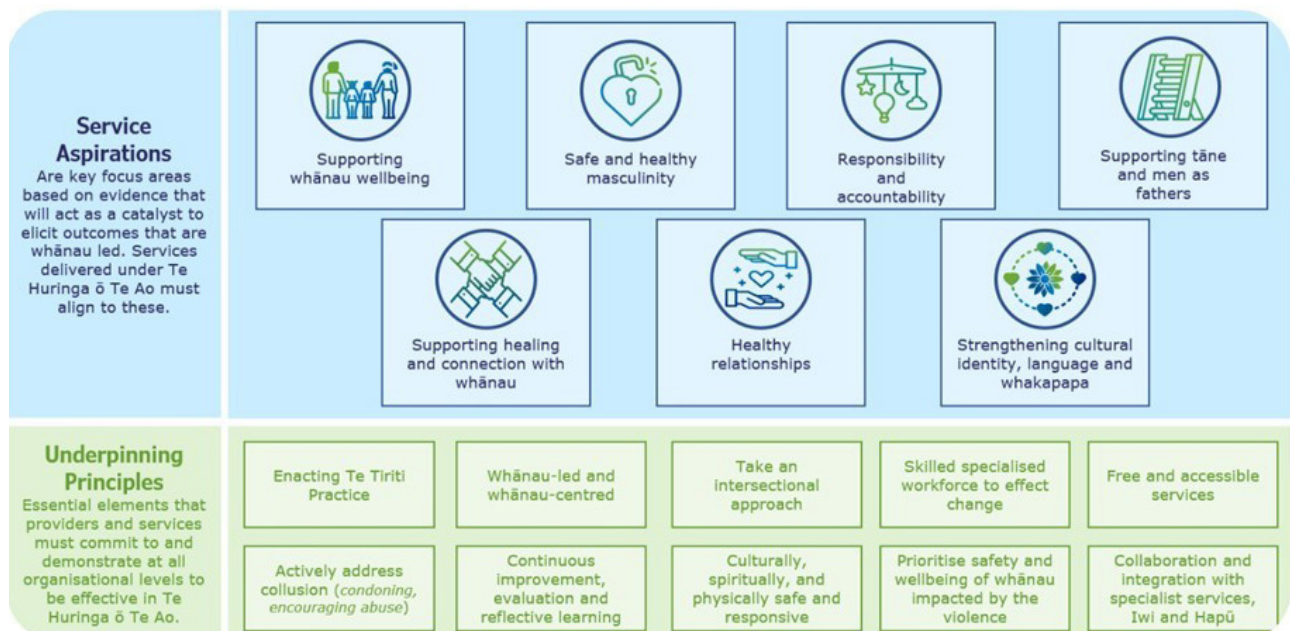 Service
Aspirations
Are key focus areas
based on evidence that
will act as a catalyst to
elicit outcomes that are
whānau led. Services
delivered under Te
Huringa ō Te Ao must
align to these.
Supporting
whānau wellbeing
Safe and healthy
masculinity
Responsibility
and
accountability
Supporting tāne
and men as
fathers
Supporting healing
and connection with
whānau
Healthy
relationships
Strengthening cultural
identity, language and
whakapapa
Underpinning
Principles
Essential elements that
providers and services
must commit to and
demonstrate at all
organisational levels to
be effective in Te
Huringa ō Te Ao.
Enacting Te Tiriti
Practice
Whānau-led and
whānau-centred
Take an
intersectional
approach
Skilled specialised
workforce to effect
change
Free and accessible
services
Actively address
collusion (condoning,
encouraging abuse)
Continuous
improvement,
evaluation and
reflective learning
Culturally,
spiritually, and
physically safe and
responsive
Prioritise safety and
wellbeing of whānau
impacted by the
violence
Collaboration and
integration with
specialist services,
Iwi and Hapū